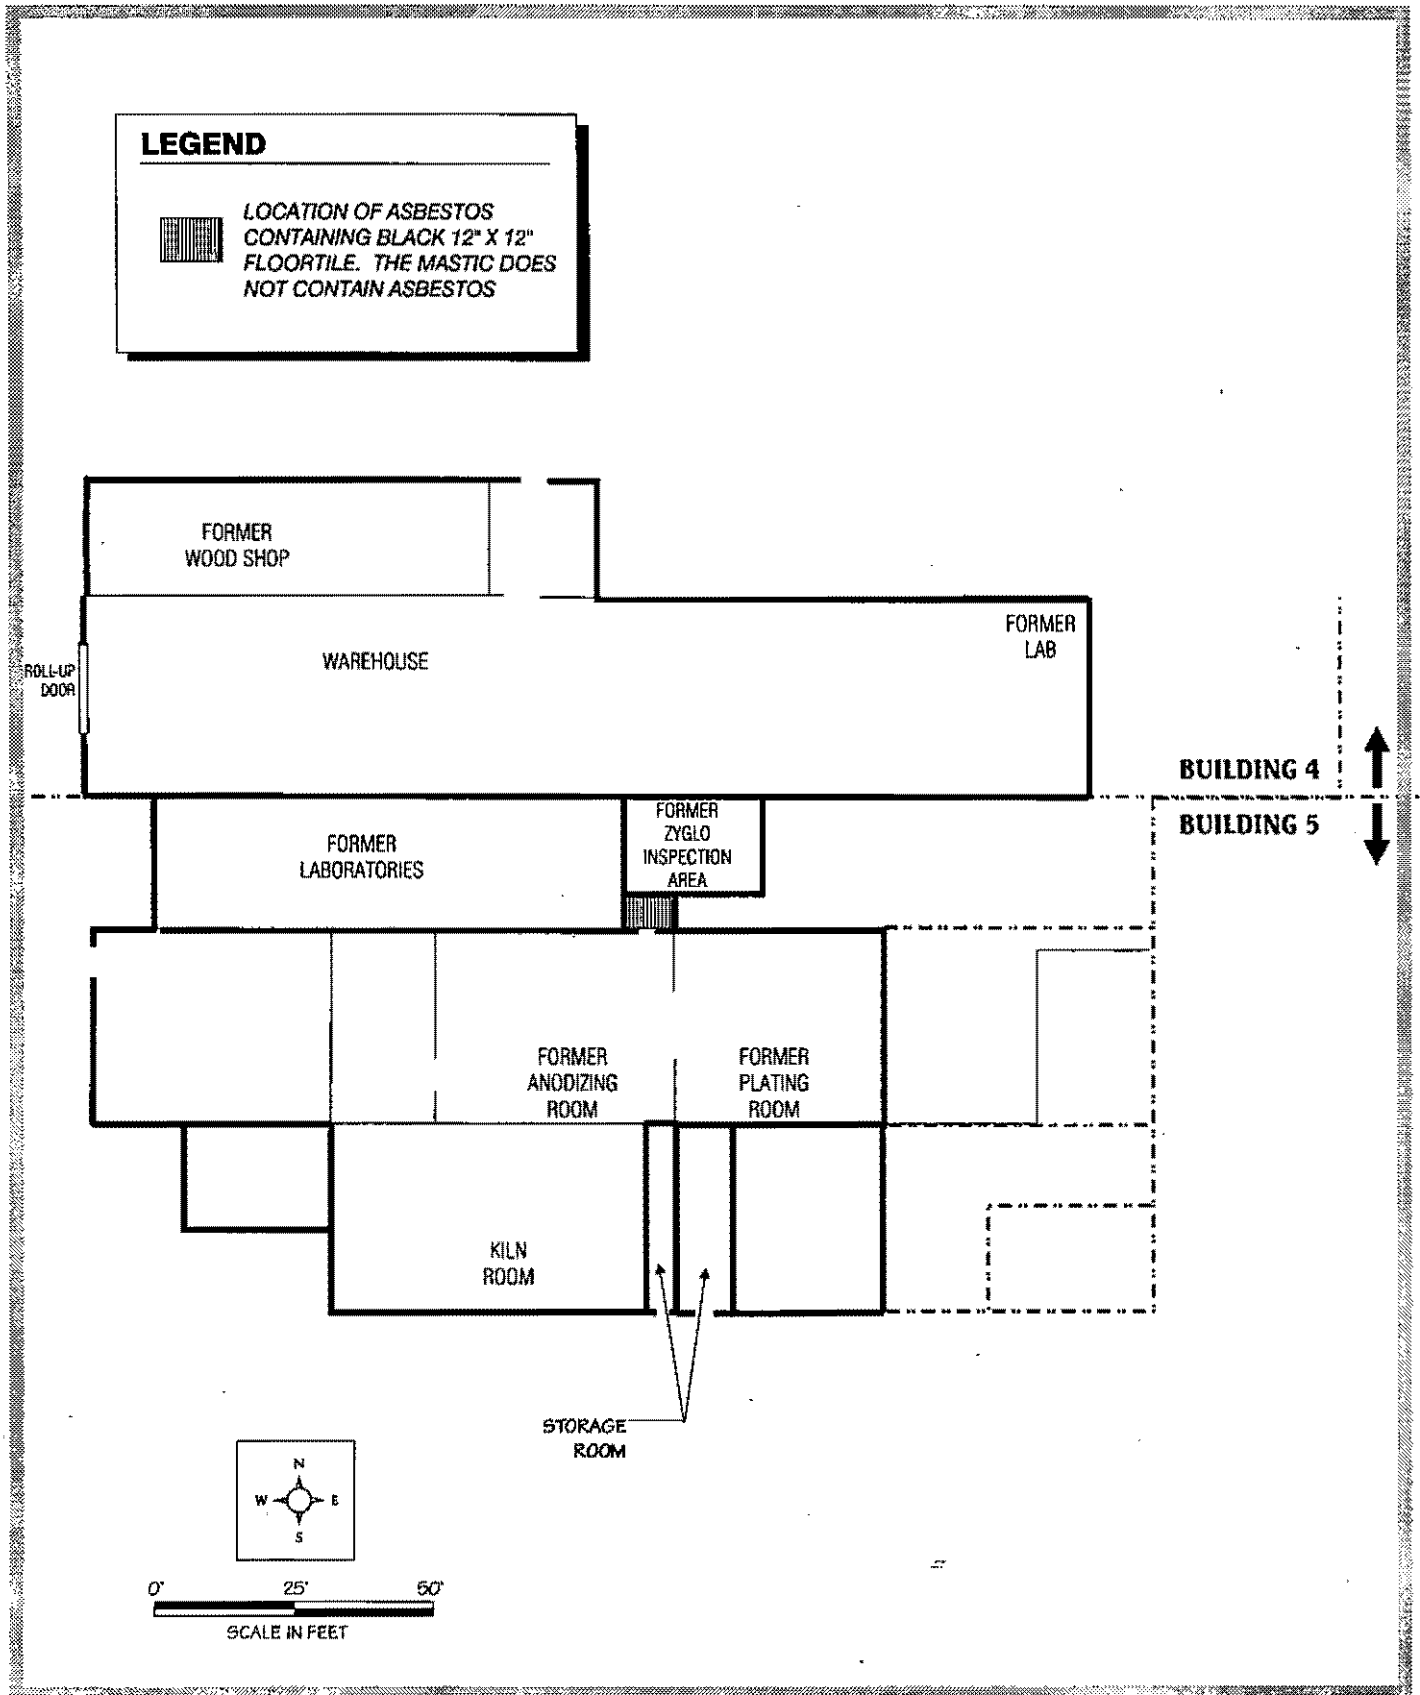 LEGEND
LOCATION OF ASBESTOS
CONTAINING BLACK 12" X 12"
FLOORTILE. THE MASTIC DOES
NOT CONTAIN ASBESTOS
FORMER
WOOD SHOP
WAREHOUSE
FORMER
LAB
ROLL-UP
DOOR
BUILDING 4
BUILDING 5
FORMER
LABORATORIES
FORMER
ZYGLO
INSPECTION
AREA
FORMER
ANODIZING
ROOM
FORMER
PLATING
ROOM
KILN
ROOM
STORAGE
ROOM
N
W E
S
0' 25' 50'
SCALE IN FEET